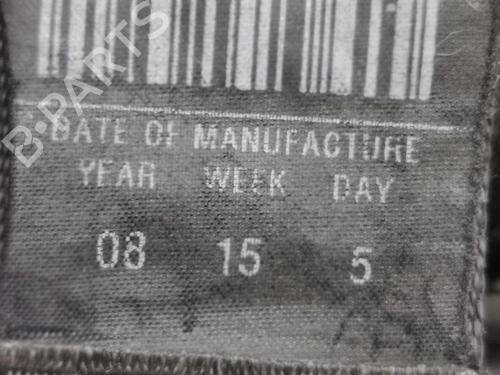 B-PARTS
DATE OF MANUFACTURE
YEAR WEEK DAY
08 15 5